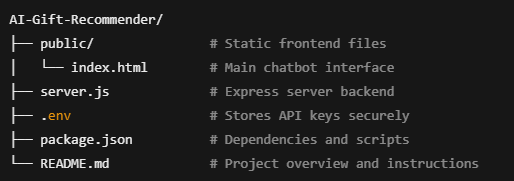 AI-Gift-Recommender/
├── public/                # Static frontend files
│   └── index.html         # Main chatbot interface
├── server.js              # Express server backend
├── .env                   # Stores API keys securely
├── package.json           # Dependencies and scripts
└── README.md              # Project overview and instructions